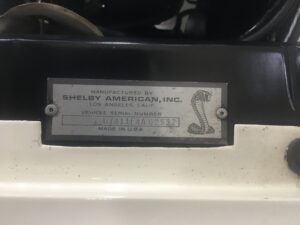 MANUFACTURED BY
SHELBY AMERICAN, INC.
LOS ANGELES, CALIF.
VEHICLE SERIAL NUMBER
MADE IN U.S.A.